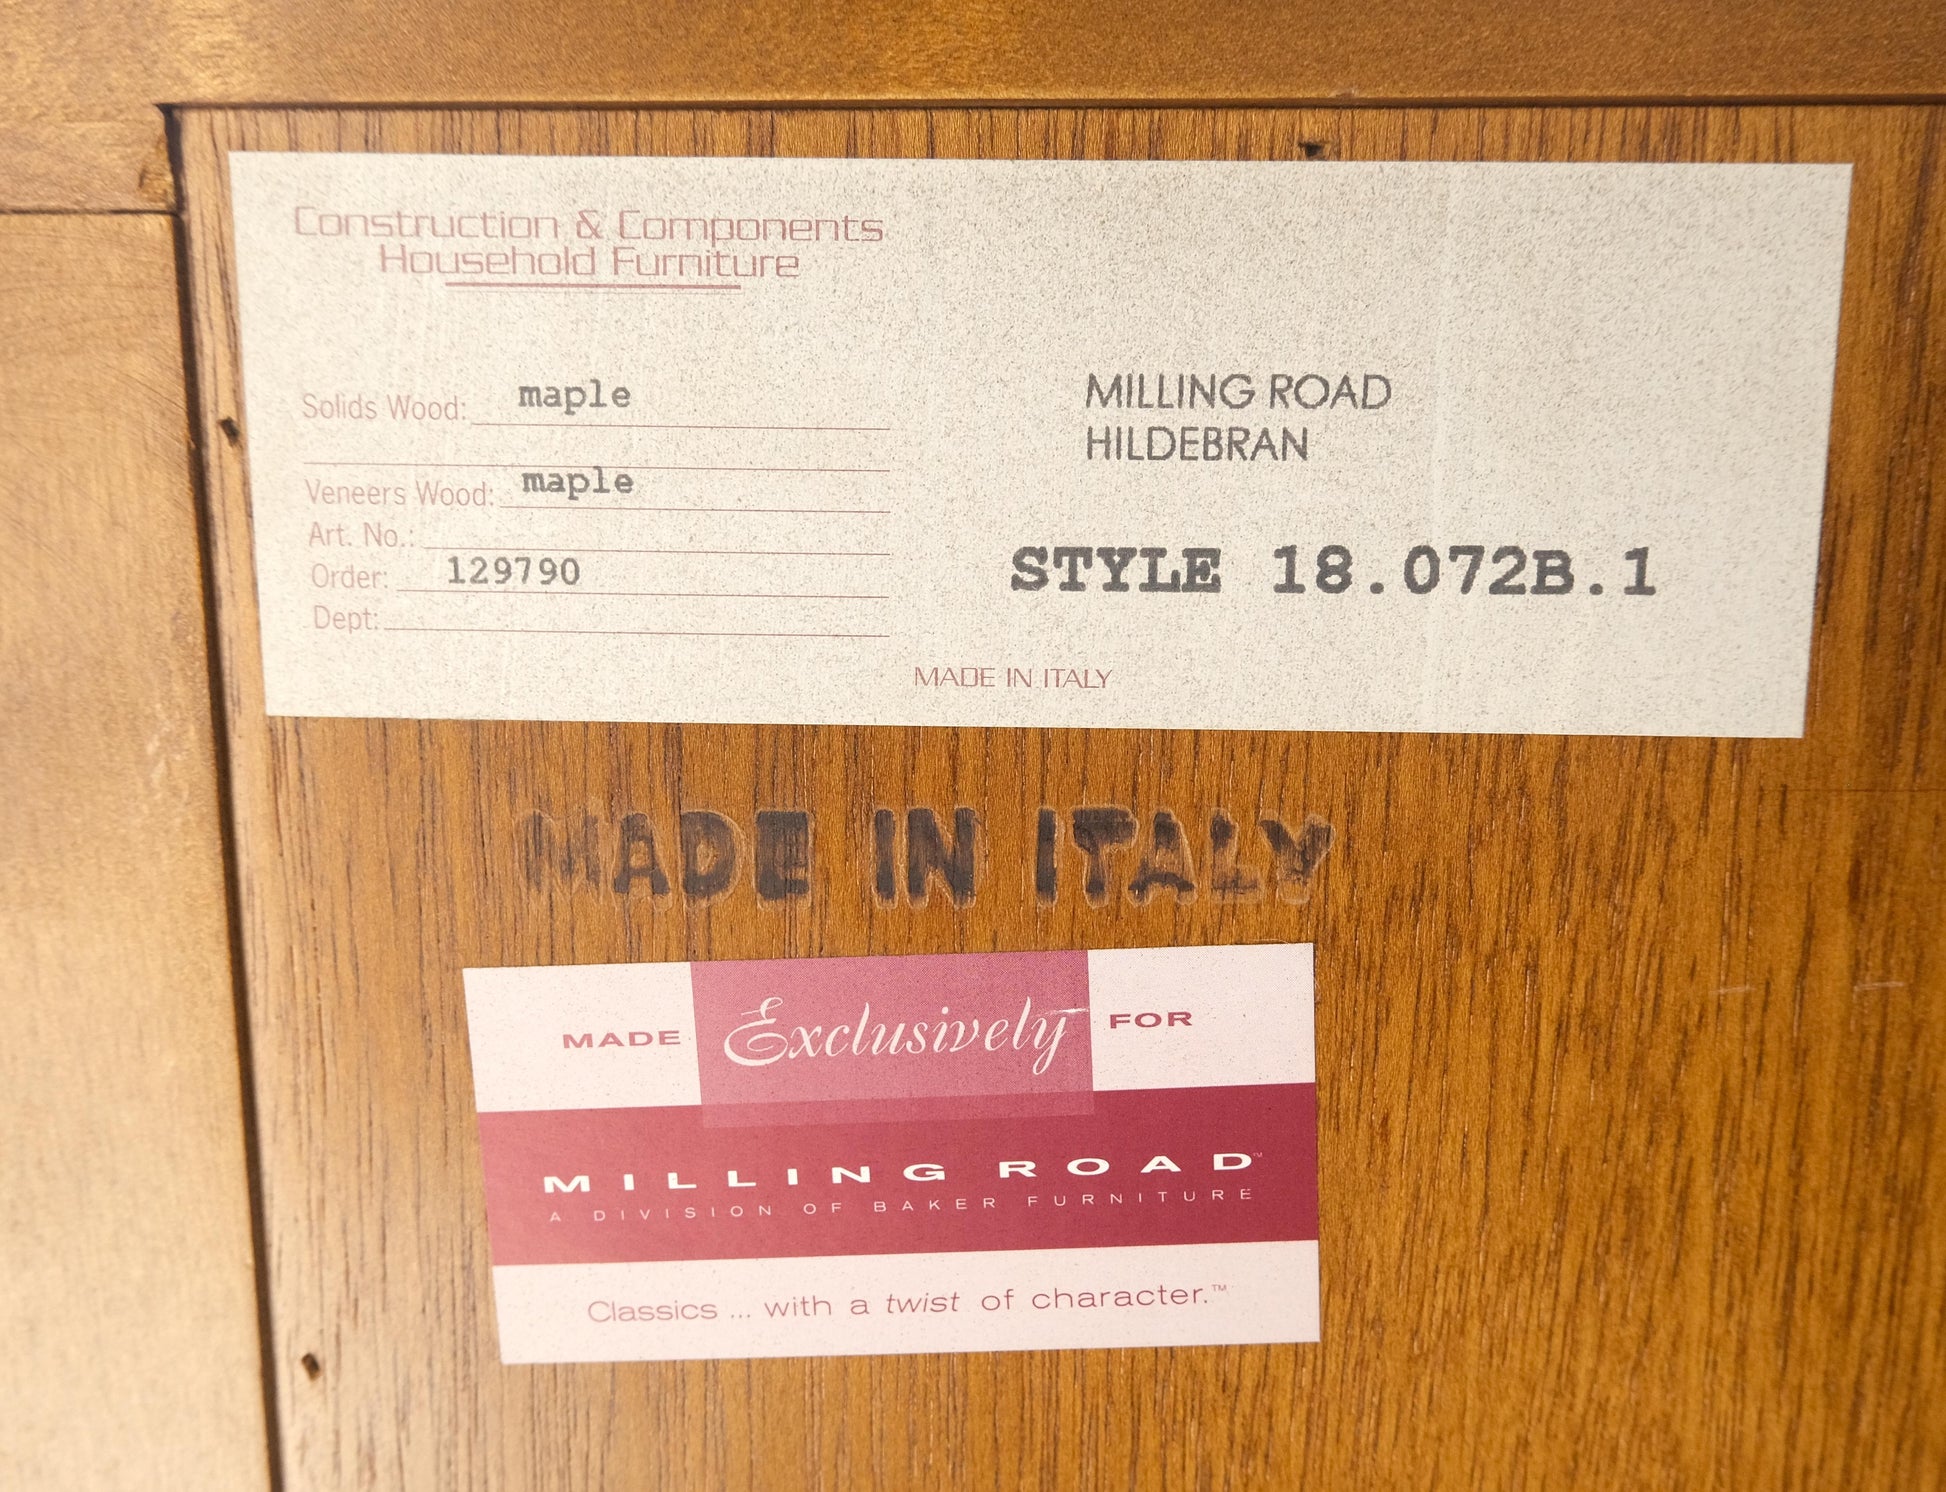 Construction & Components
Household Furniture
Solids Wood: maple
Veneers Wood: maple
Art. No.:
Order: 129790
Dept:
MILLING ROAD
HILDEBRAN
STYLE 18.072B.1
MADE IN ITALY
MADE IN ITALY
MADE Exclusively FOR
MILLING ROAD™
A DIVISION OF BAKER FURNITURE
Classics ... with a twist of character.™